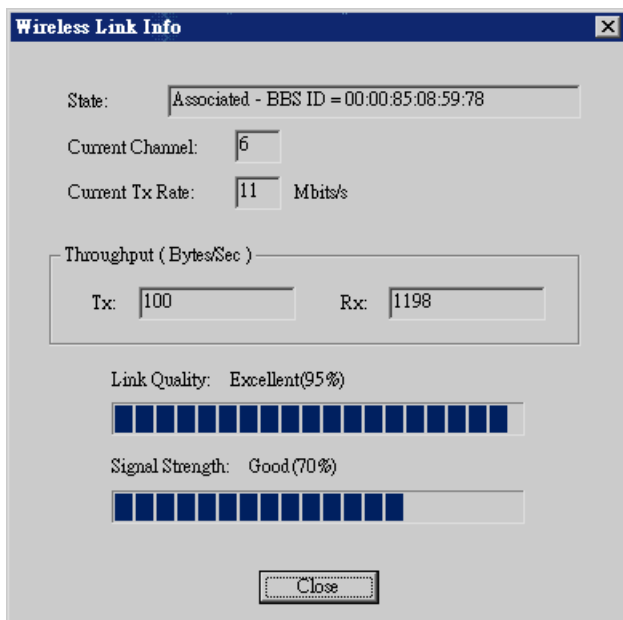 Wireless Link Info
State: Associated - BBS ID = 00:00:85:08:59:78
Current Channel: 6
Current Tx Rate: 11 Mbits/s
Throughput ( Bytes/Sec )
Tx: 100 Rx: 1198
Link Quality: Excellent(95%)
Signal Strength: Good(70%)
Close